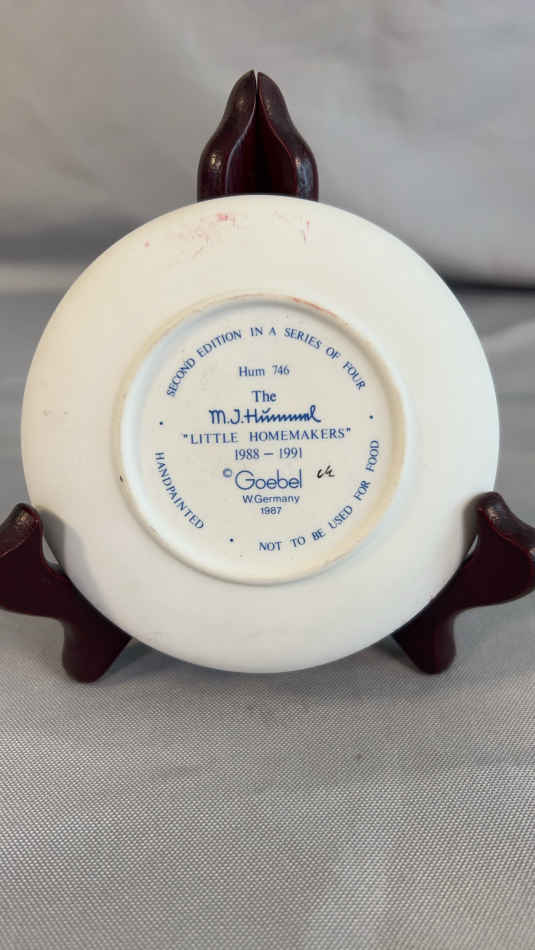 SECOND EDITION IN A SERIES OF FOUR
Hum 746
The
M.J.Hümmel
"LITTLE HOMEMAKERS"
1988 – 1991
© Goebel
W.Germany
1987
HANDPAINTED
NOT TO BE USED FOR FOOD